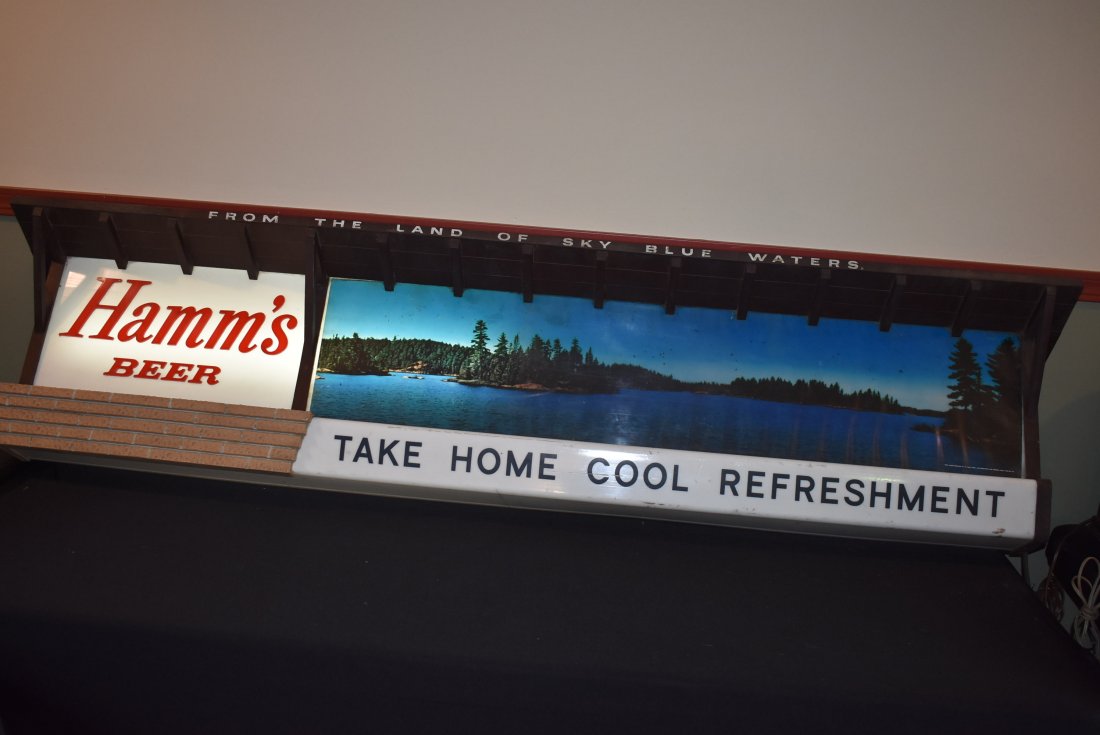 FROM THE LAND OF SKY BLUE WATERS.
Hamm's
BEER
TAKE HOME COOL REFRESHMENT